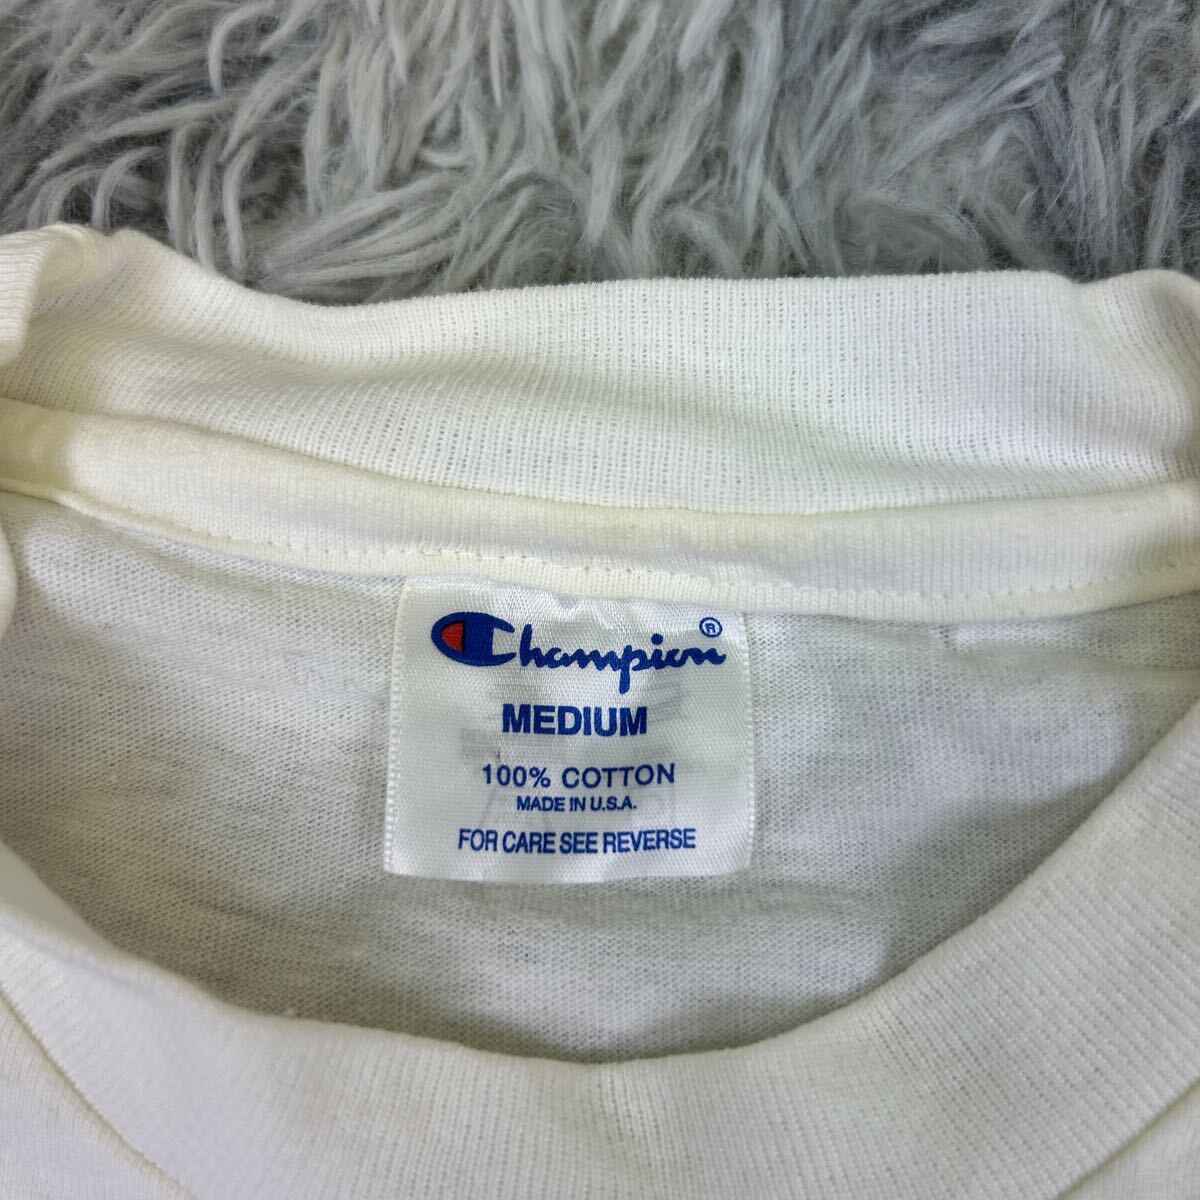 Champion®
MEDIUM
100% COTTON
MADE IN U.S.A.
FOR CARE SEE REVERSE